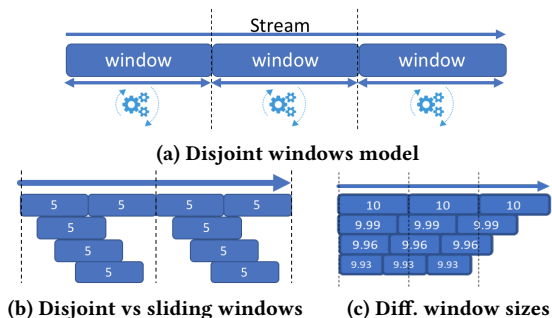 Stream
window window window
(a) Disjoint windows model
5 5 5 5
5 5
5 5
5 5
10 10 10
9.99 9.99 9.99
9.96 9.96 9.96
9.93 9.93 9.93
(b) Disjoint vs sliding windows (c) Diff. window sizes